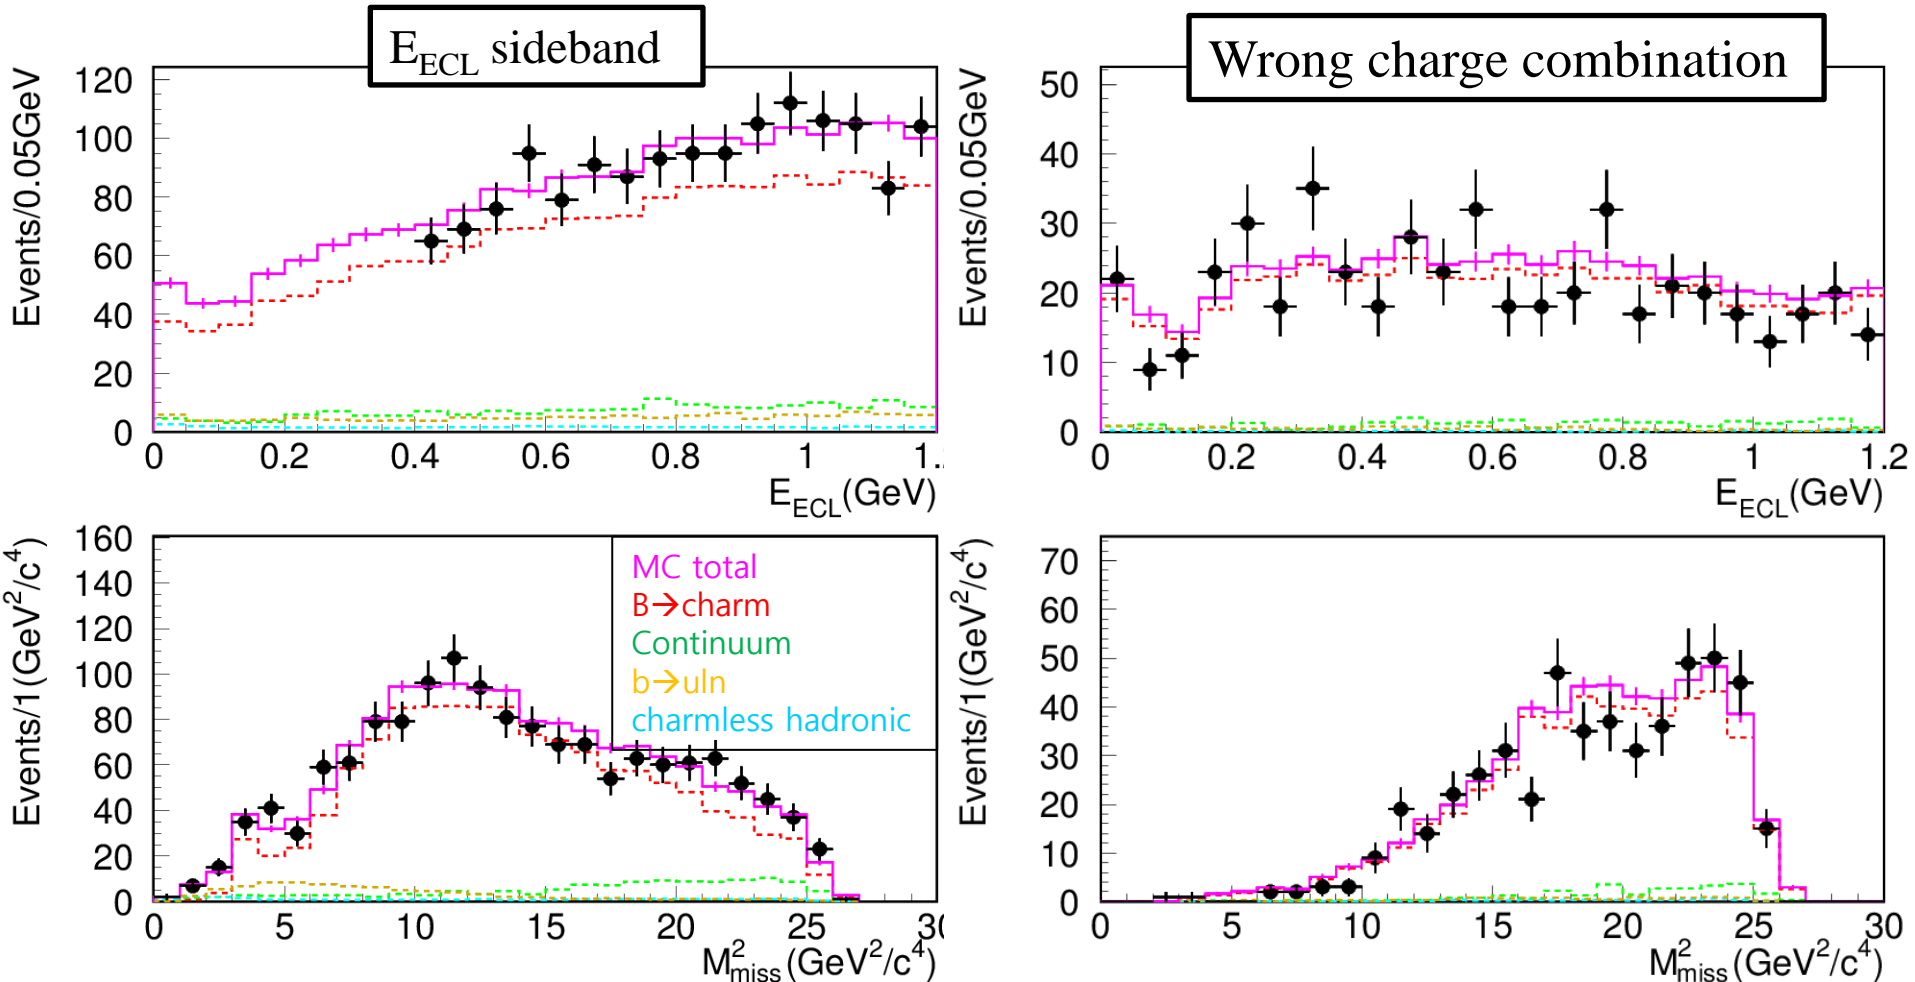 E_ECL sideband
Wrong charge combination
Events/0.05GeV
120
100
80
60
40
20
0
0 0.2 0.4 0.6 0.8 1 1.
E_ECL(GeV)
Events/0.05GeV
50
40
30
20
10
0
0 0.2 0.4 0.6 0.8 1 1.2
E_ECL(GeV)
Events/1(GeV²/c⁴)
160
140
120
100
80
60
40
20
0
0 5 10 15 20 25 30
M²_miss(GeV²/c⁴)
MC total
B→charm
Continuum
b→uln
charmless hadronic
Events/1(GeV²/c⁴)
70
60
50
40
30
20
10
0
0 5 10 15 20 25 30
M²_miss(GeV²/c⁴)